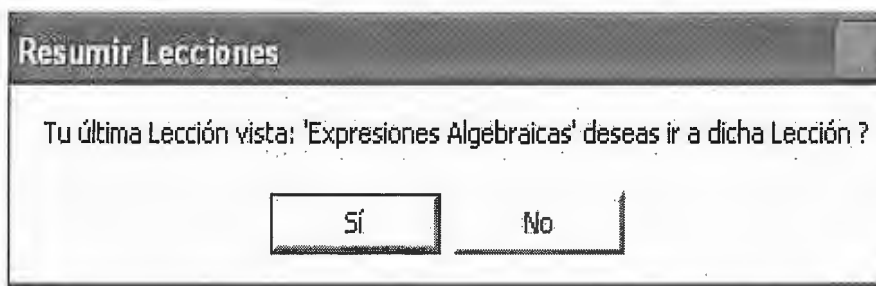 Resumir Lecciones
Tu última Lección vista: 'Expresiones Algebraicas' deseas ir a dicha Lección ?
Sí No